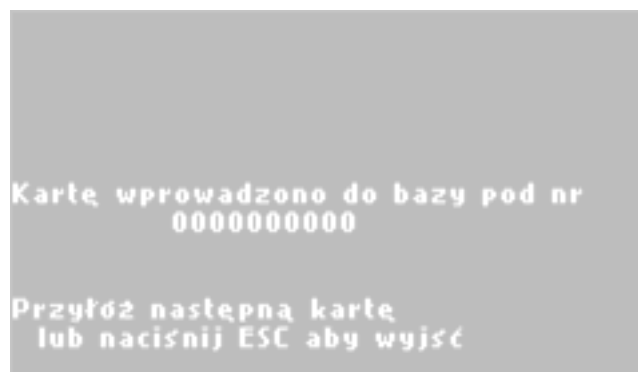 Kartę wprowadzono do bazy pod nr
0000000000
Przyłóż następną kartę
lub naciśnij ESC aby wyjść